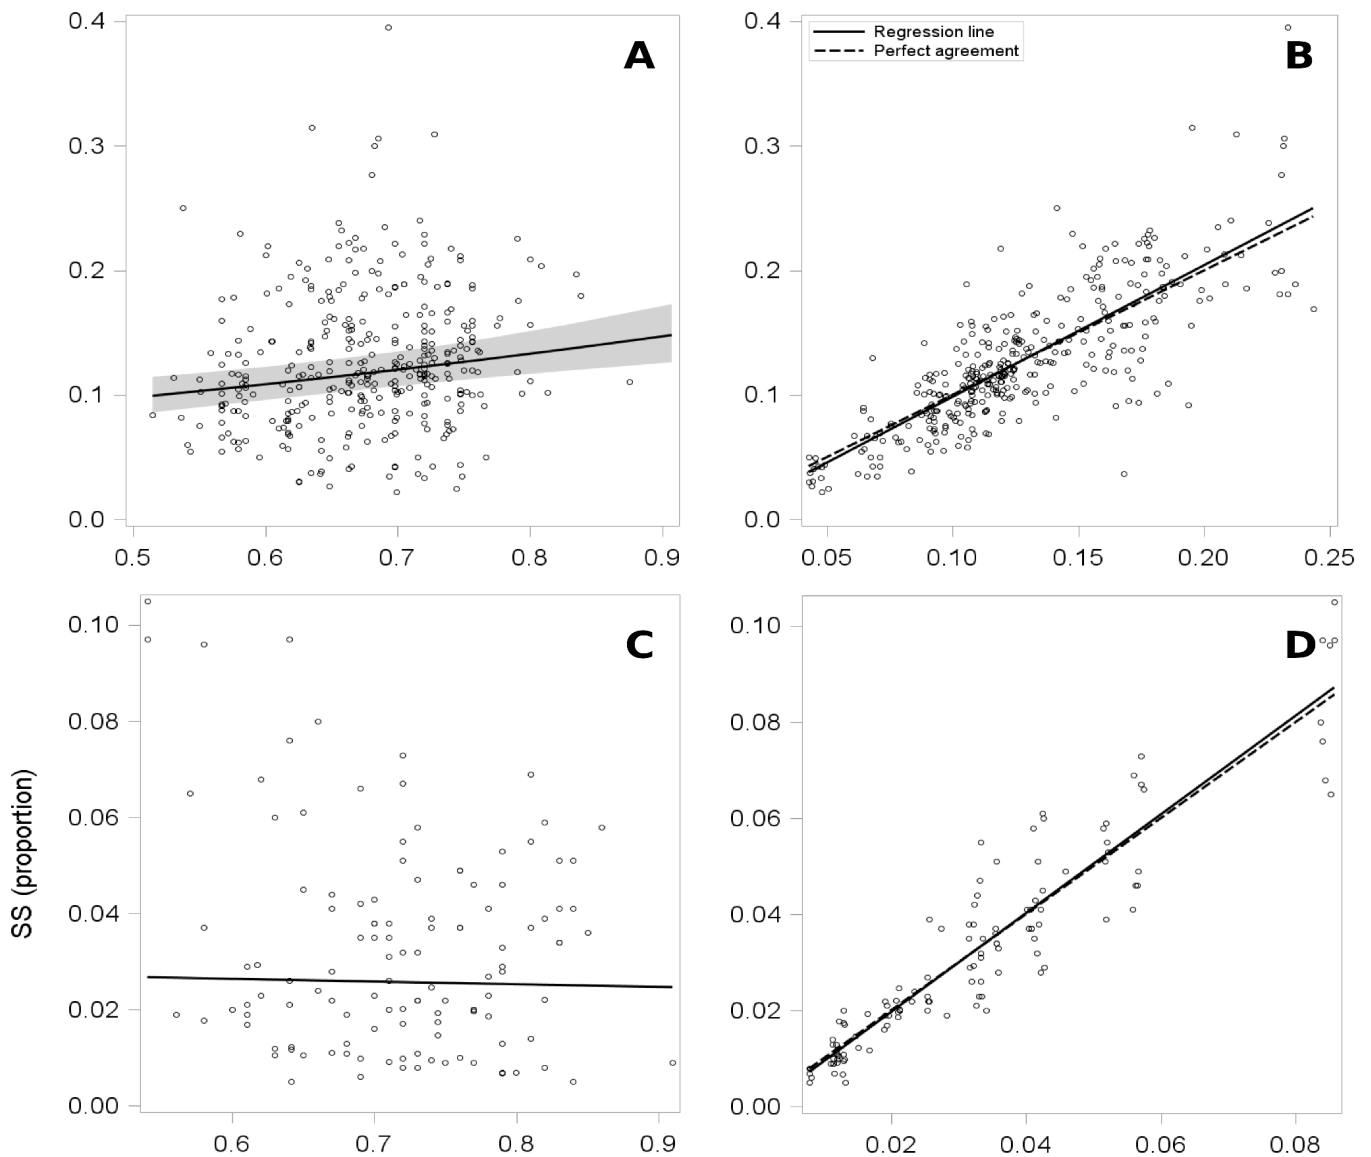 A
0.4
0.3
0.2
0.1
0.0
0.5 0.6 0.7 0.8 0.9
B
Regression line
Perfect agreement
0.4
0.3
0.2
0.1
0.0
0.05 0.10 0.15 0.20 0.25
C
SS (proportion)
0.10
0.08
0.06
0.04
0.02
0.00
0.6 0.7 0.8 0.9
D
0.10
0.08
0.06
0.04
0.02
0.00
0.02 0.04 0.06 0.08